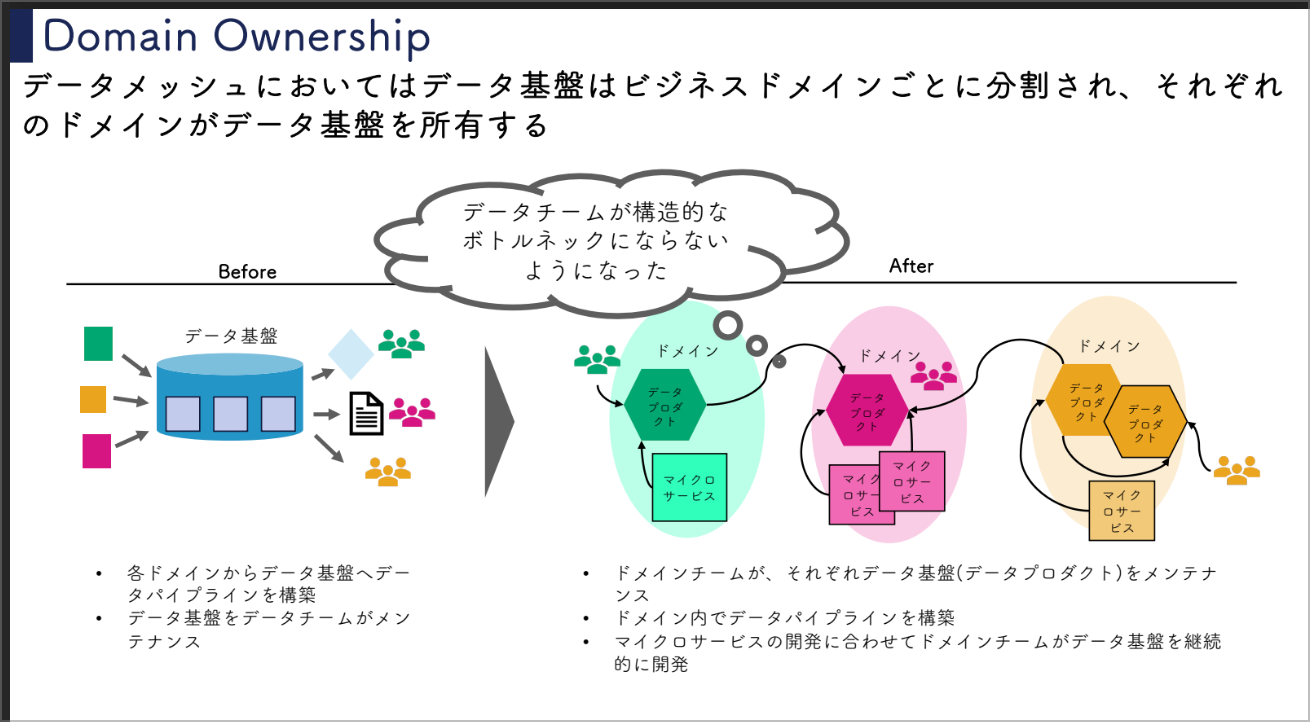 Domain Ownership
データメッシュにおいてはデータ基盤はビジネスドメインごとに分割され、それぞれ
のドメインがデータ基盤を所有する
データチームが構造的な
ボトルネックにならない
ようになった
Before
After
データ基盤
ドメイン
データ
プロダ
クト
マイクロ
サービス
ドメイン
データ
プロダ
クト
マイク
ロサー
ビス
マイク
ロサー
ビス
ドメイン
データ
プロダ
クト
データ
プロダ
クト
マイク
ロサー
ビス
• 各ドメインからデータ基盤へデー
タパイプラインを構築
• データ基盤をデータチームがメン
テナンス
• ドメインチームが、それぞれデータ基盤(データプロダクト)をメンテナ
ンス
• ドメイン内でデータパイプラインを構築
• マイクロサービスの開発に合わせてドメインチームがデータ基盤を継続
的に開発